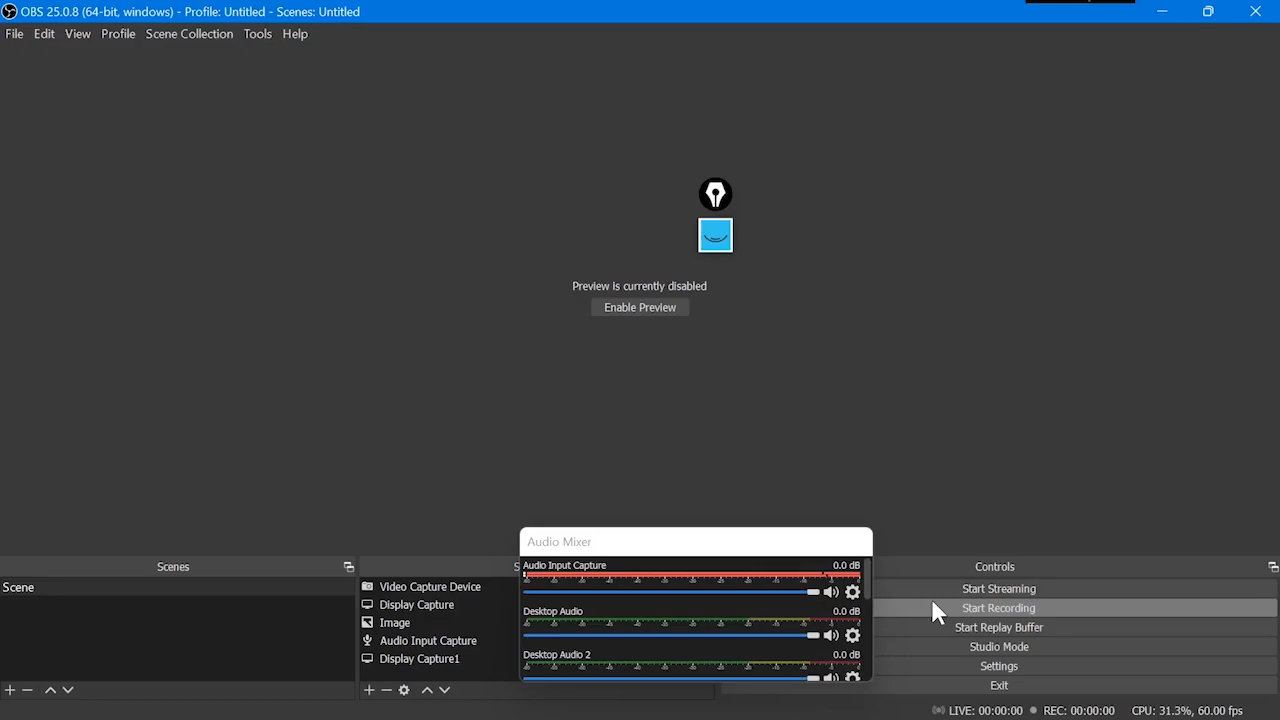 OBS 25.0.8 (64-bit, windows) - Profile: Untitled - Scenes: Untitled
File Edit View Profile Scene Collection Tools Help
Preview is currently disabled
Enable Preview
Scenes
Scene
Video Capture Device
Display Capture
Image
Audio Input Capture
Display Capture1
Audio Mixer
Audio Input Capture 0.0 dB
Desktop Audio 0.0 dB
Desktop Audio 2 0.0 dB
Controls
Start Streaming
Start Recording
Start Replay Buffer
Studio Mode
Settings
Exit
LIVE: 00:00:00 REC: 00:00:00 CPU: 31.3%, 60.00 fps